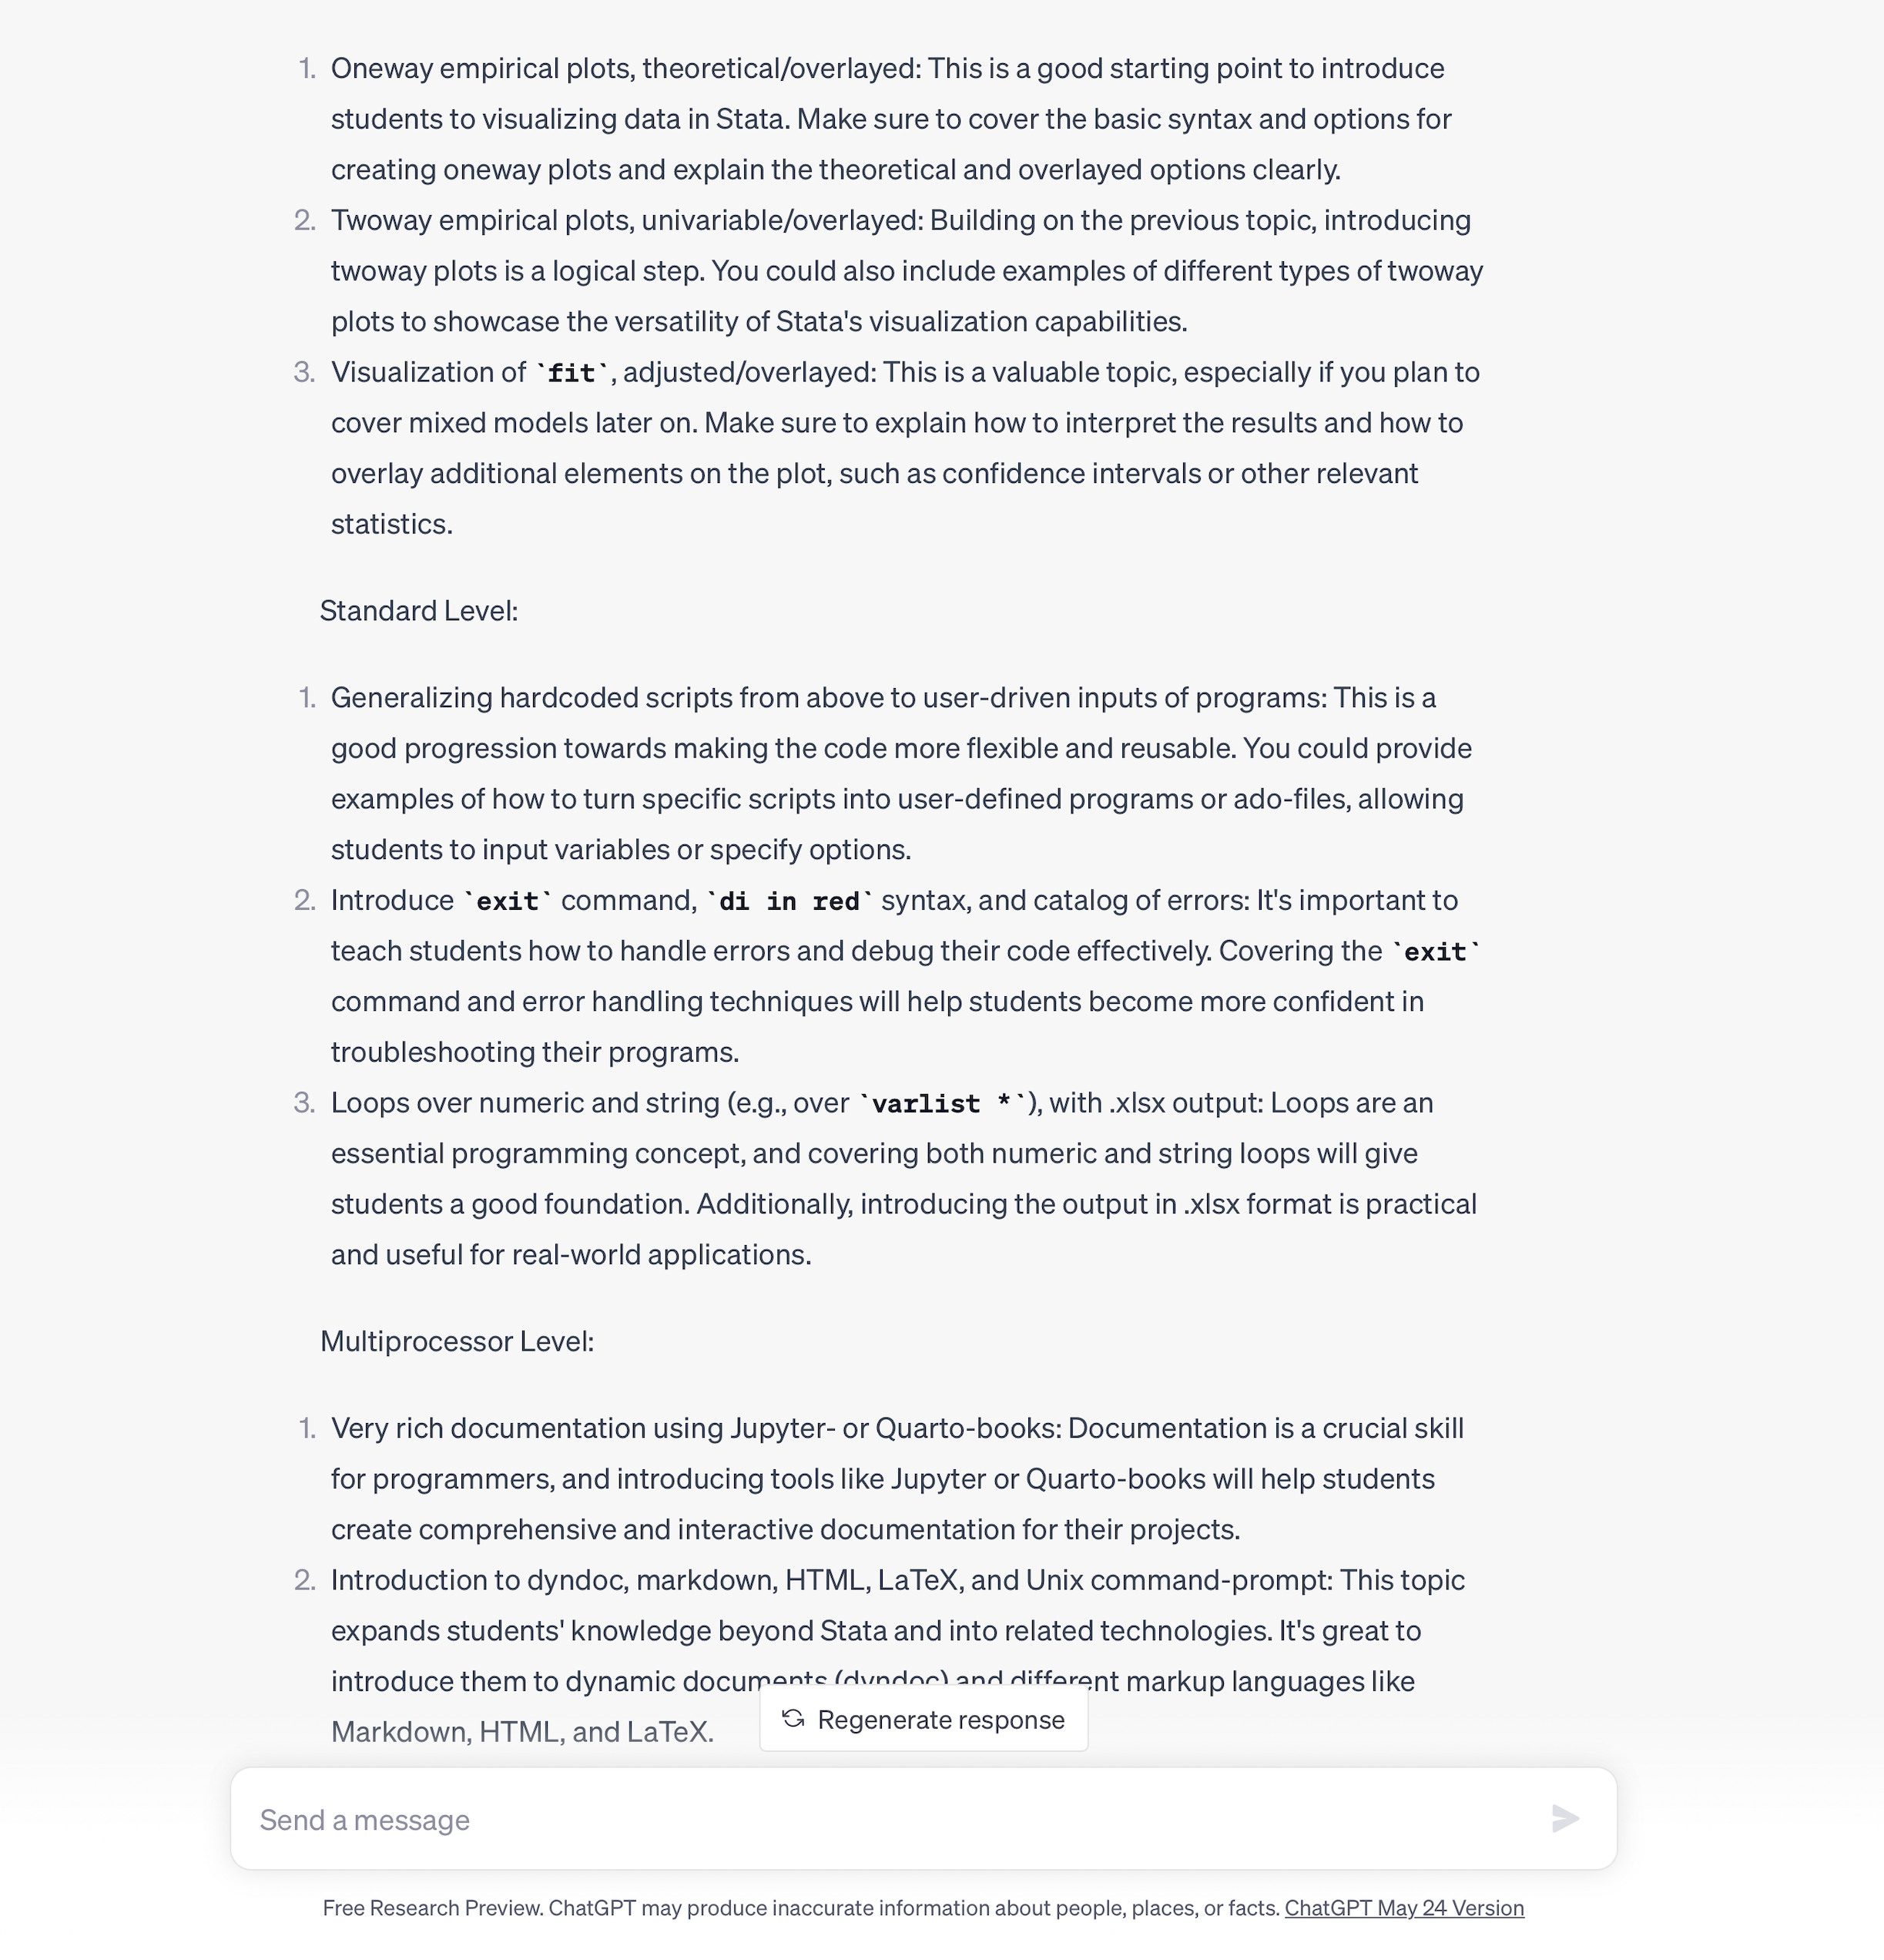 1. Oneway empirical plots, theoretical/overlayed: This is a good starting point to introduce
students to visualizing data in Stata. Make sure to cover the basic syntax and options for
creating oneway plots and explain the theoretical and overlayed options clearly.
2. Twoway empirical plots, univariable/overlayed: Building on the previous topic, introducing
twoway plots is a logical step. You could also include examples of different types of twoway
plots to showcase the versatility of Stata's visualization capabilities.
3. Visualization of `fit`, adjusted/overlayed: This is a valuable topic, especially if you plan to
cover mixed models later on. Make sure to explain how to interpret the results and how to
overlay additional elements on the plot, such as confidence intervals or other relevant
statistics.
Standard Level:
1. Generalizing hardcoded scripts from above to user-driven inputs of programs: This is a
good progression towards making the code more flexible and reusable. You could provide
examples of how to turn specific scripts into user-defined programs or ado-files, allowing
students to input variables or specify options.
2. Introduce `exit` command, `di in red` syntax, and catalog of errors: It's important to
teach students how to handle errors and debug their code effectively. Covering the `exit`
command and error handling techniques will help students become more confident in
troubleshooting their programs.
3. Loops over numeric and string (e.g., over `varlist *`), with .xlsx output: Loops are an
essential programming concept, and covering both numeric and string loops will give
students a good foundation. Additionally, introducing the output in .xlsx format is practical
and useful for real-world applications.
Multiprocessor Level:
1. Very rich documentation using Jupyter- or Quarto-books: Documentation is a crucial skill
for programmers, and introducing tools like Jupyter or Quarto-books will help students
create comprehensive and interactive documentation for their projects.
2. Introduction to dyndoc, markdown, HTML, LaTeX, and Unix command-prompt: This topic
expands students' knowledge beyond Stata and into related technologies. It's great to
introduce them to dynamic documents (dyndoc) and different markup languages like
Markdown, HTML, and LaTeX.
Regenerate response
Send a message
Free Research Preview. ChatGPT may produce inaccurate information about people, places, or facts. ChatGPT May 24 Version